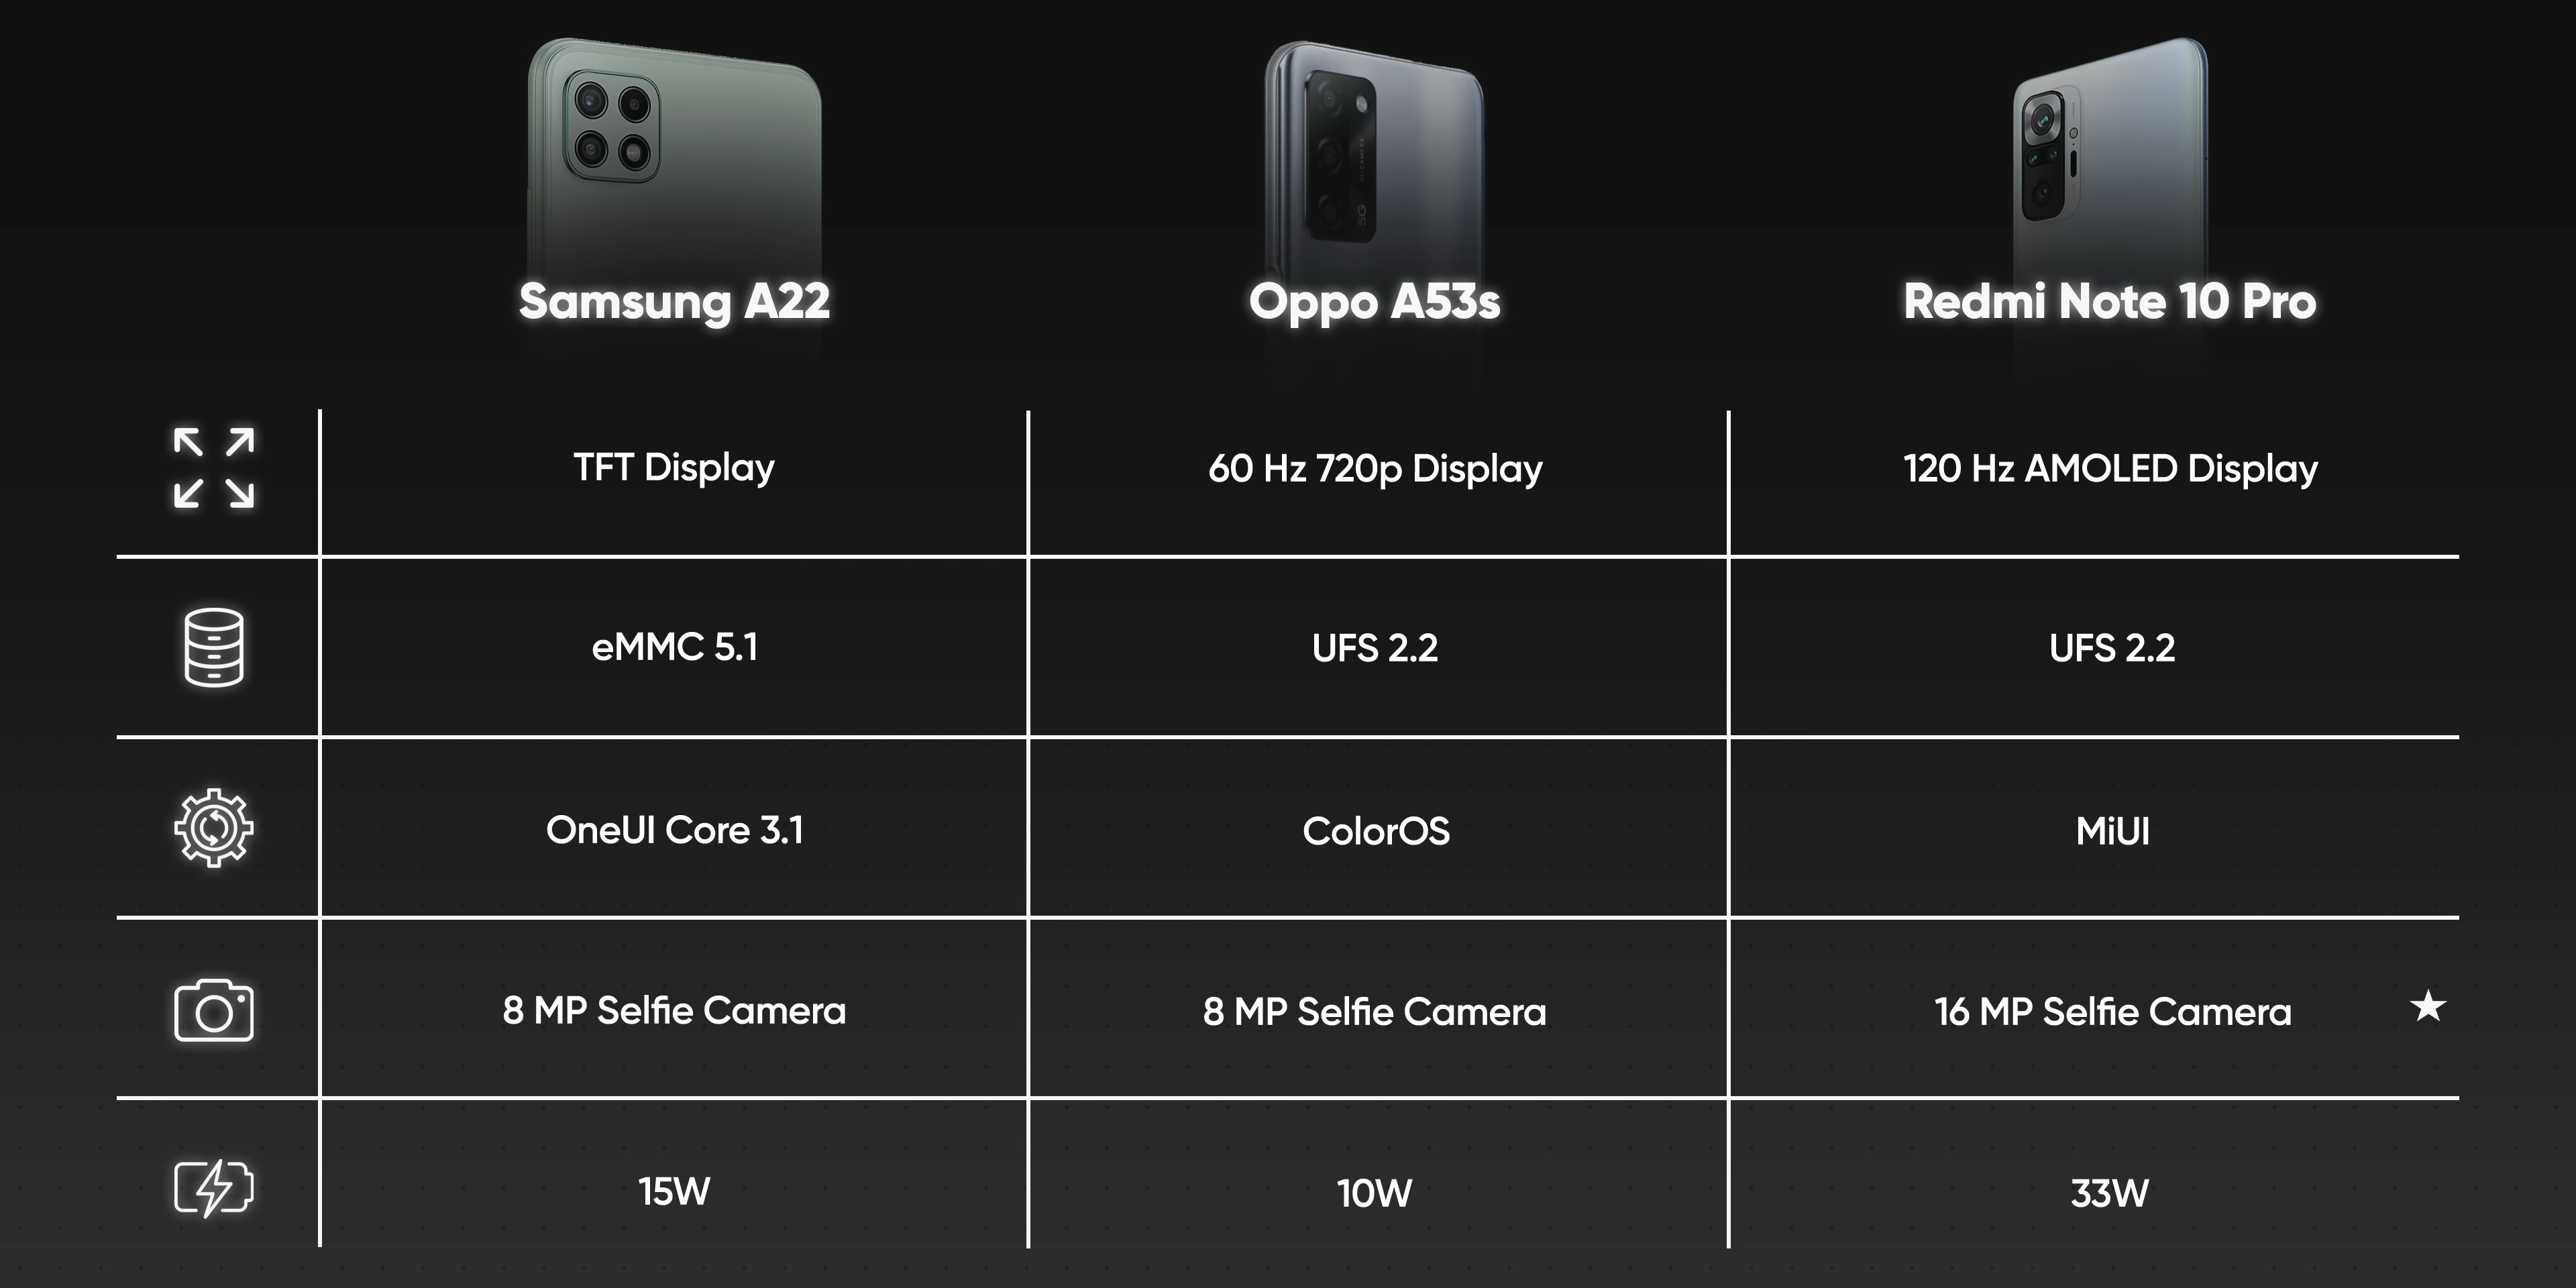 Samsung A22
Oppo A53s
Redmi Note 10 Pro
TFT Display
60 Hz 720p Display
120 Hz AMOLED Display
eMMC 5.1
UFS 2.2
UFS 2.2
OneUI Core 3.1
ColorOS
MiUI
8 MP Selfie Camera
8 MP Selfie Camera
16 MP Selfie Camera
15W
10W
33W
5G